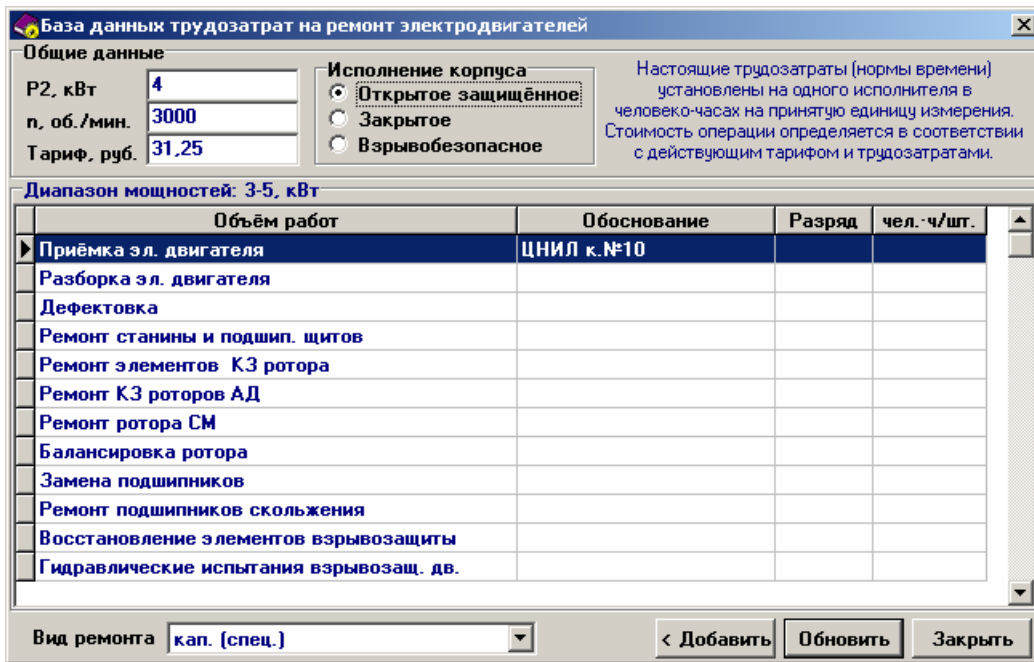 База данных трудозатрат на ремонт электродвигателей
Общие данные
P2, кВт 4
n, об./мин. 3000
Тариф, руб. 31,25
Исполнение корпуса
Открытое защищённое
Закрытое
Взрывобезопасное
Настоящие трудозатраты (нормы времени)
установлены на одного исполнителя в
человеко-часах на принятую единицу измерения.
Стоимость операции определяется в соответствии
с действующим тарифом и трудозатратами.
Диапазон мощностей: 3-5, кВт
Объём работ Обоснование Разряд чел.·ч/шт.
Приёмка эл. двигателя ЦНИЛ к.№10
Разборка эл. двигателя
Дефектовка
Ремонт станины и подшип. щитов
Ремонт элементов КЗ ротора
Ремонт КЗ роторов АД
Ремонт ротора СМ
Балансировка ротора
Замена подшипников
Ремонт подшипников скольжения
Восстановление элементов взрывозащиты
Гидравлические испытания взрывозащ. дв.
Вид ремонта кап. (спец.) < Добавить Обновить Закрыть